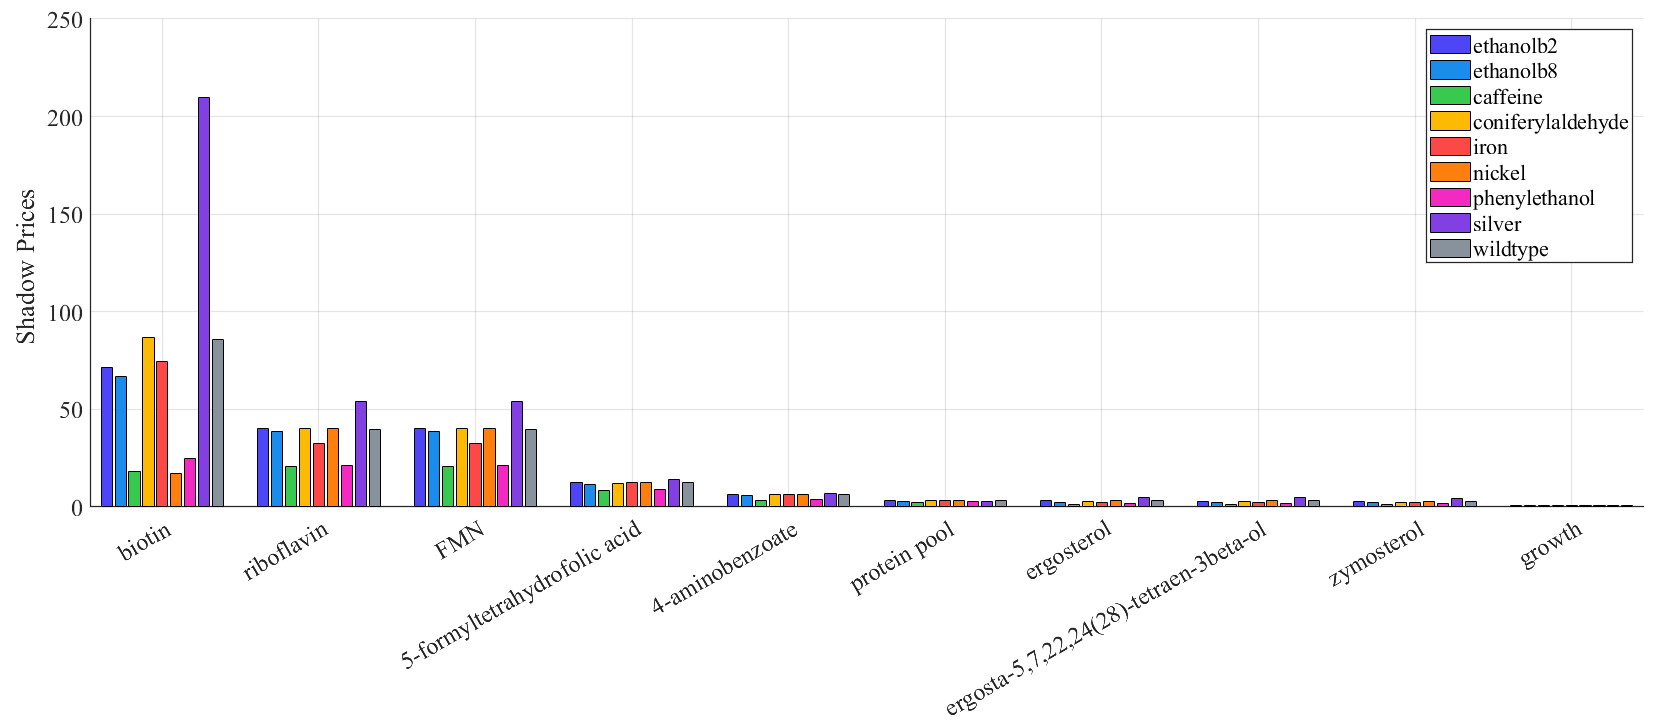 250
200
150
100
50
0
Shadow Prices
ethanolb2
ethanolb8
caffeine
coniferylaldehyde
iron
nickel
phenylethanol
silver
wildtype
biotin
riboflavin
FMN
5-formyltetrahydrofolic acid
4-aminobenzoate
protein pool
ergosterol
ergosta-5,7,22,24(28)-tetraen-3beta-ol
zymosterol
growth